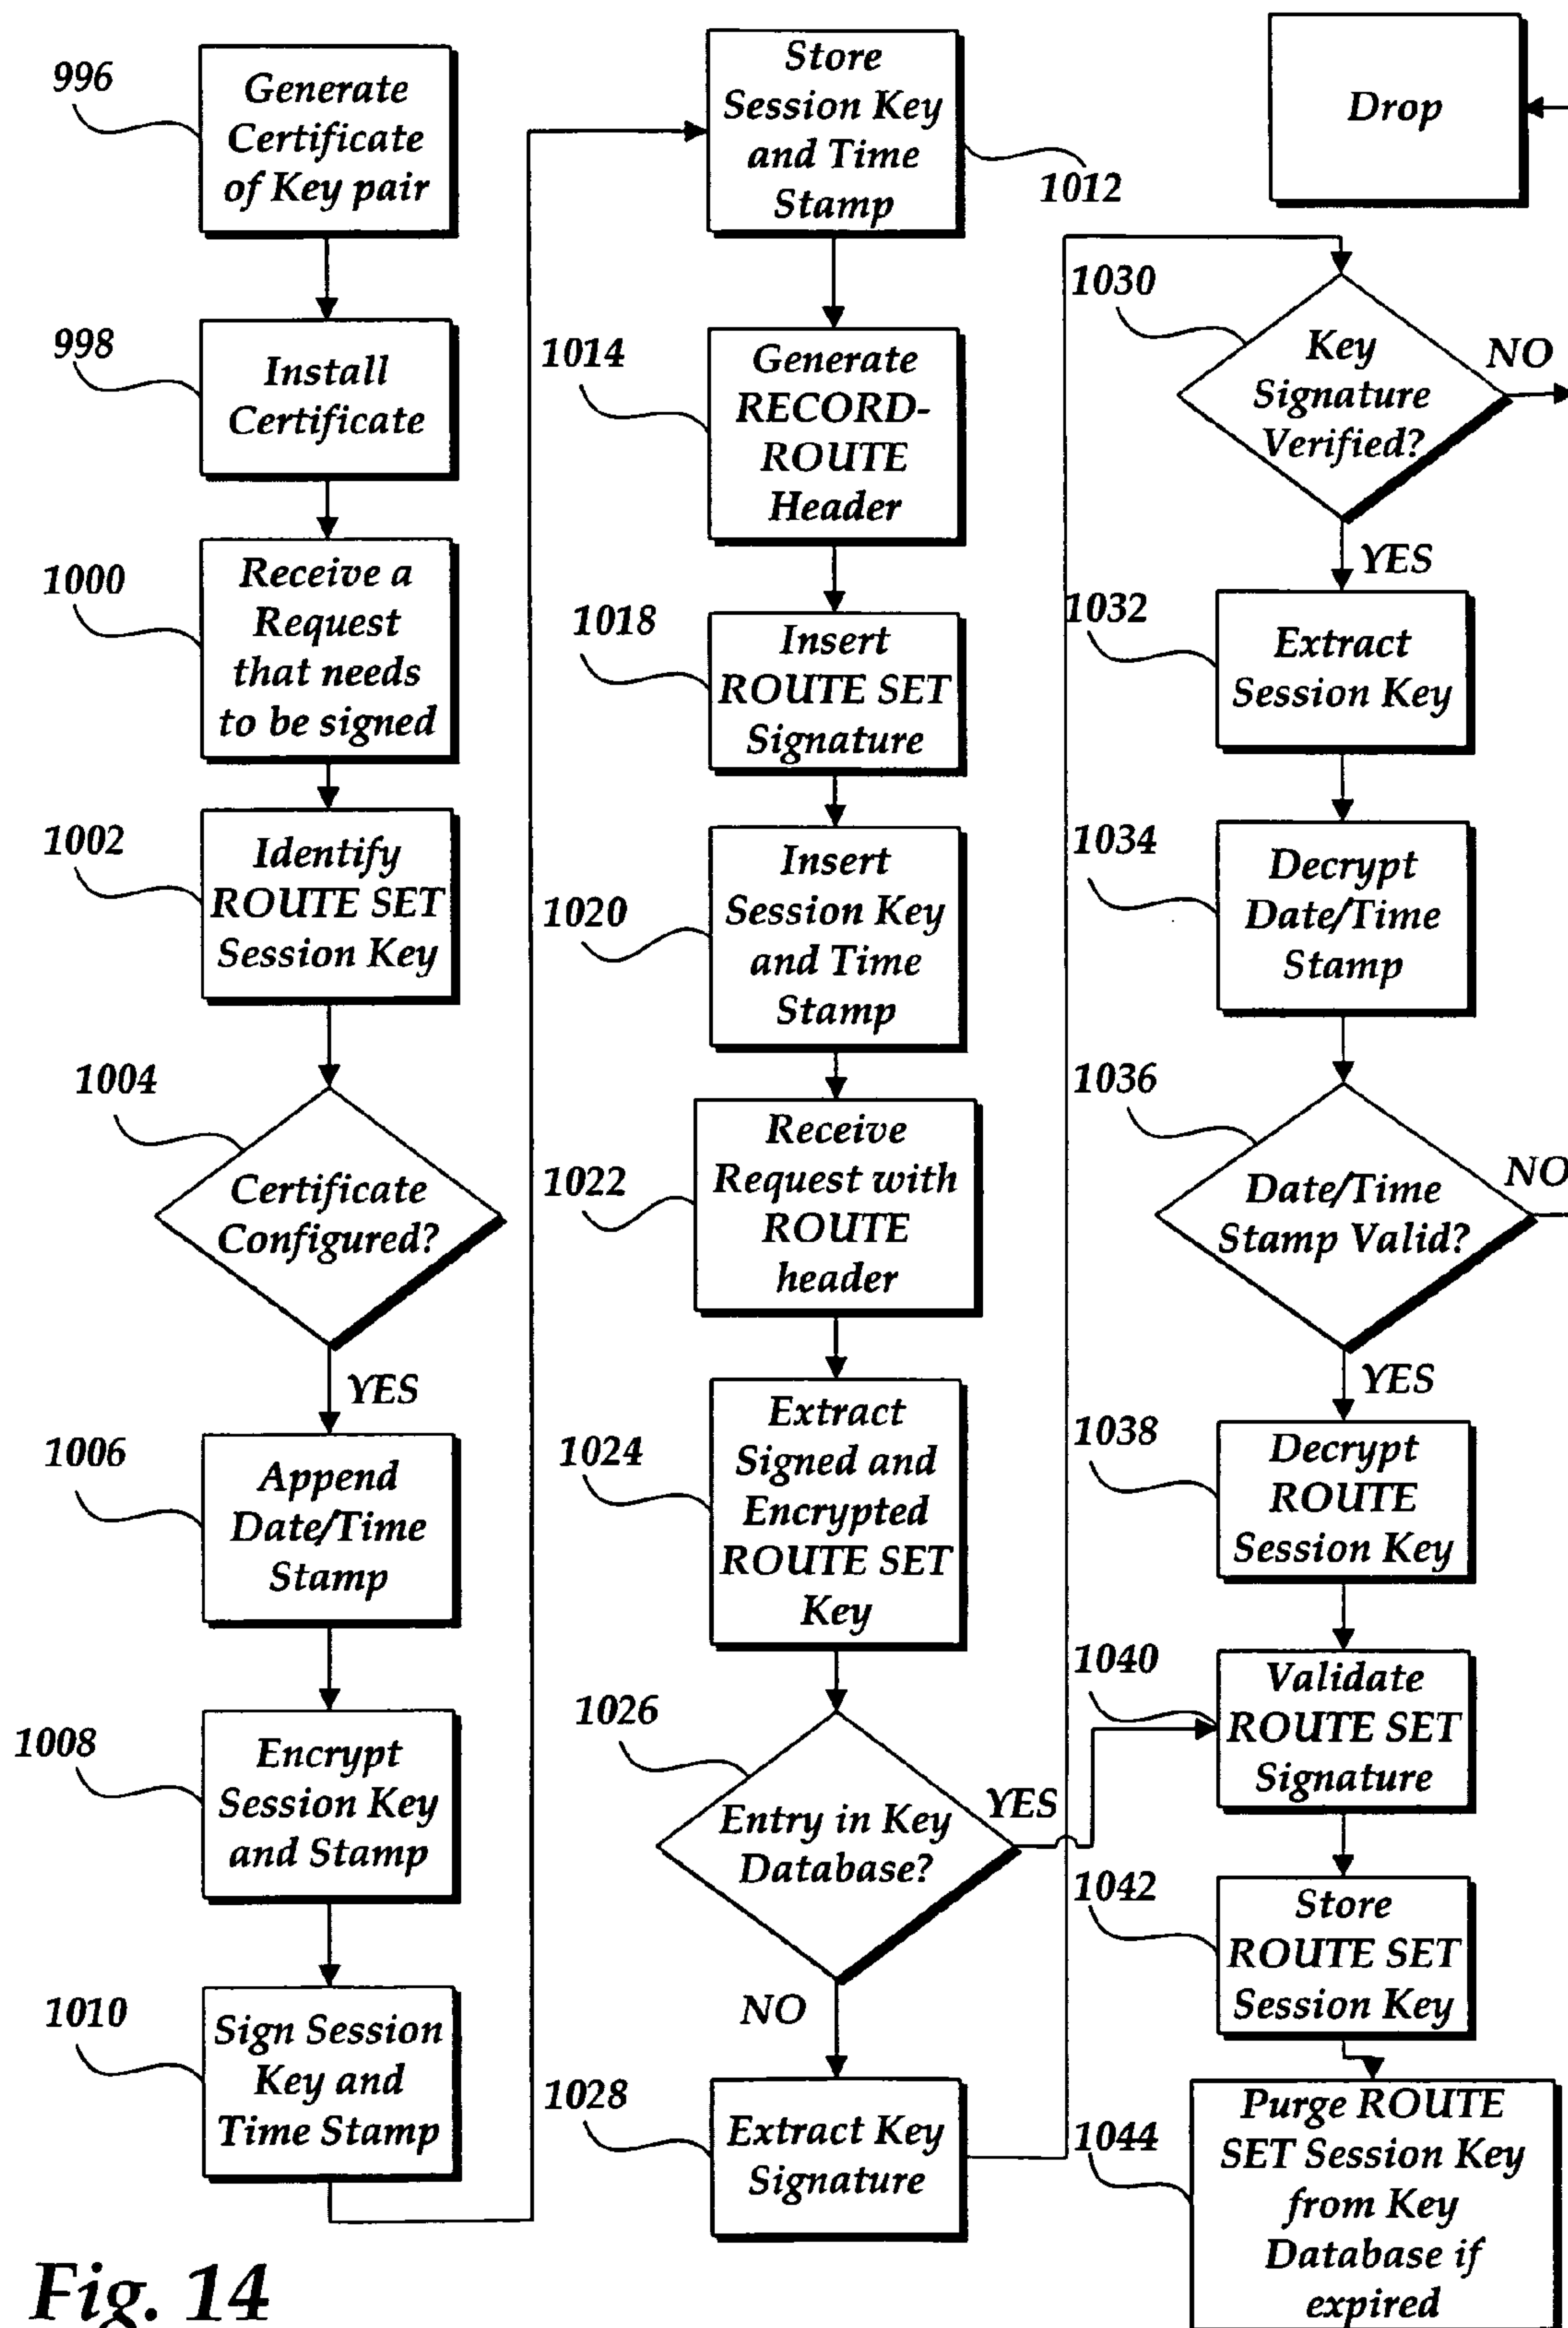 996
Generate
Certificate
of Key pair
998
Install
Certificate
1000
Receive a
Request
that needs
to be signed
1002
Identify
ROUTE SET
Session Key
1004
Certificate
Configured?
YES
1006
Append
Date/Time
Stamp
1008
Encrypt
Session Key
and Stamp
1010
Sign Session
Key and
Time Stamp
Store
Session Key
and Time
Stamp
1012
1014
Generate
RECORD-
ROUTE
Header
1018
Insert
ROUTE SET
Signature
1020
Insert
Session Key
and Time
Stamp
1022
Receive
Request with
ROUTE
header
1024
Extract
Signed and
Encrypted
ROUTE SET
Key
1026
Entry in Key
Database?
YES
NO
1028
Extract Key
Signature
Drop
1030
Key
Signature
Verified?
NO
YES
1032
Extract
Session Key
1034
Decrypt
Date/Time
Stamp
1036
Date/Time
Stamp Valid?
NO
YES
1038
Decrypt
ROUTE
Session Key
1040
Validate
ROUTE SET
Signature
1042
Store
ROUTE SET
Session Key
1044
Purge ROUTE
SET Session Key
from Key
Database if
expired
Fig. 14